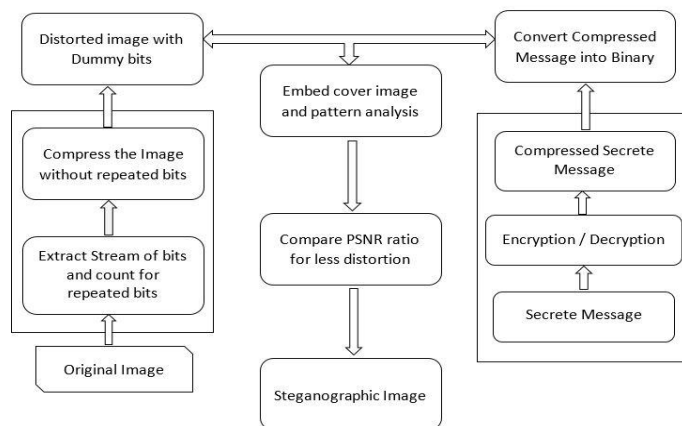 Distorted image with
Dummy bits
Convert Compressed
Message into Binary
Embed cover image
and pattern analysis
Compress the Image
without repeated bits
Compressed Secrete
Message
Compare PSNR ratio
for less distortion
Encryption / Decryption
Extract Stream of bits
and count for
repeated bits
Secrete Message
Original Image
Steganographic Image